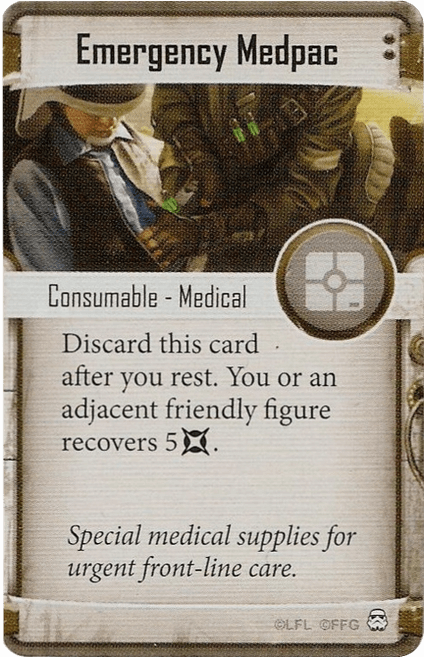 Emergency Medpac
Consumable - Medical
Discard this card
after you rest. You or an
adjacent friendly figure
recovers 5.
Special medical supplies for
urgent front-line care.
©LFL ©FFG